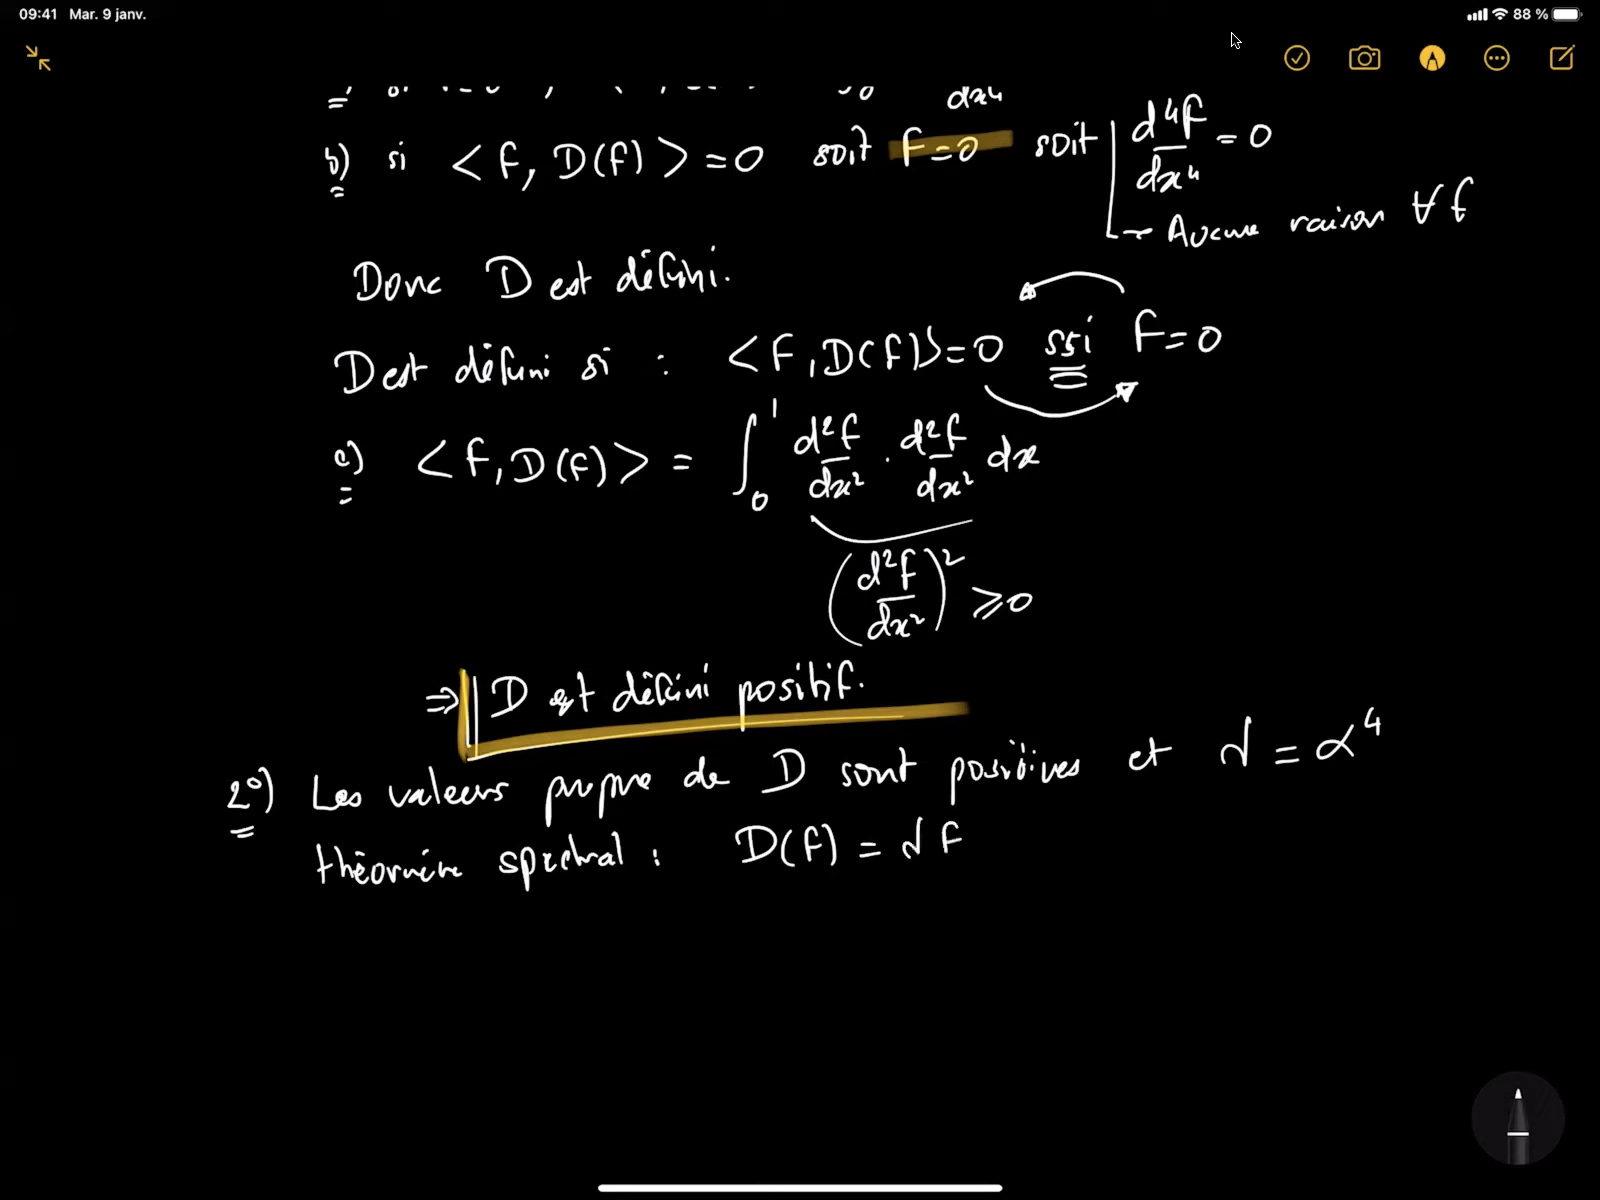 09:41 Mar. 9 janv. 88 %
dx4
b) si <f, D(f)> = 0 soit f=0 soit d⁴f/dx⁴ = 0
→ Aucune raison ∀f
Donc D est défini.
D est défini si : <f, D(f)> = 0 ssi f=0
c) <f, D(f)> = ∫₀¹ d²f/dx² . d²f/dx² dx
(d²f/dx²)² ⩾0
⇒ D est défini positif.
2°) Les valeurs propre de D sont positives et λ = α⁴
théorème spectral : D(f) = λf